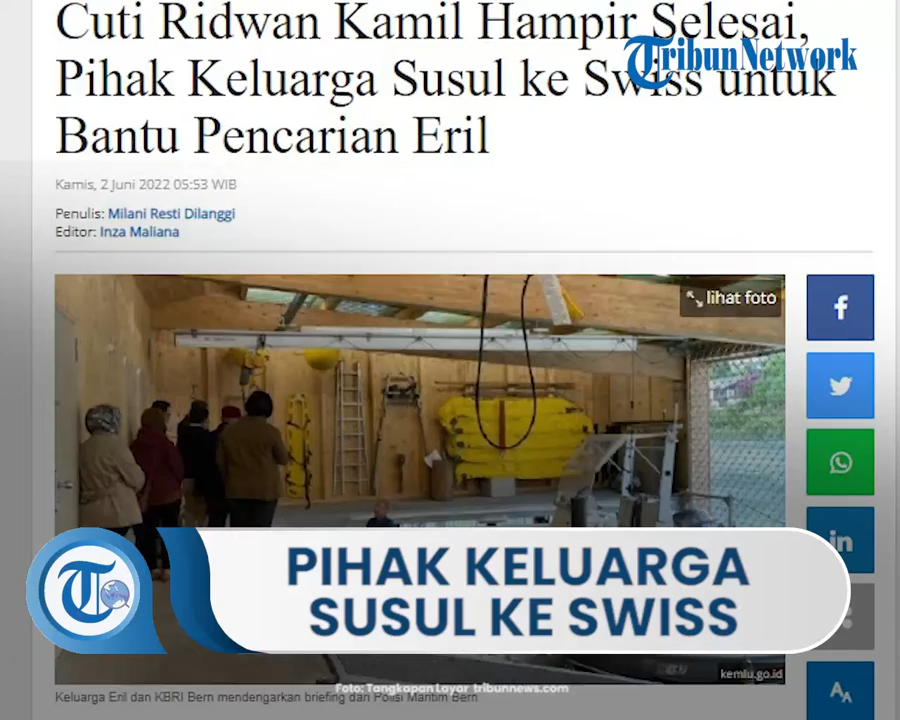 Cuti Ridwan Kamil Hampir Selesai,
TribunNetwork
Pihak Keluarga Susul ke Swiss untuk
Bantu Pencarian Eril
Kamis, 2 Juni 2022 05:53 WIB
Penulis: Milani Resti Dilanggi
Editor: Inza Maliana
lihat foto
f
in
PIHAK KELUARGA
SUSUL KE SWISS
T
kemlu.go.id
AA
Foto: Tangkapan Layar tribunnews.com
Keluarga Eril dan KBRI Bern mendengarkan briefing dari Polisi Maritim Bern